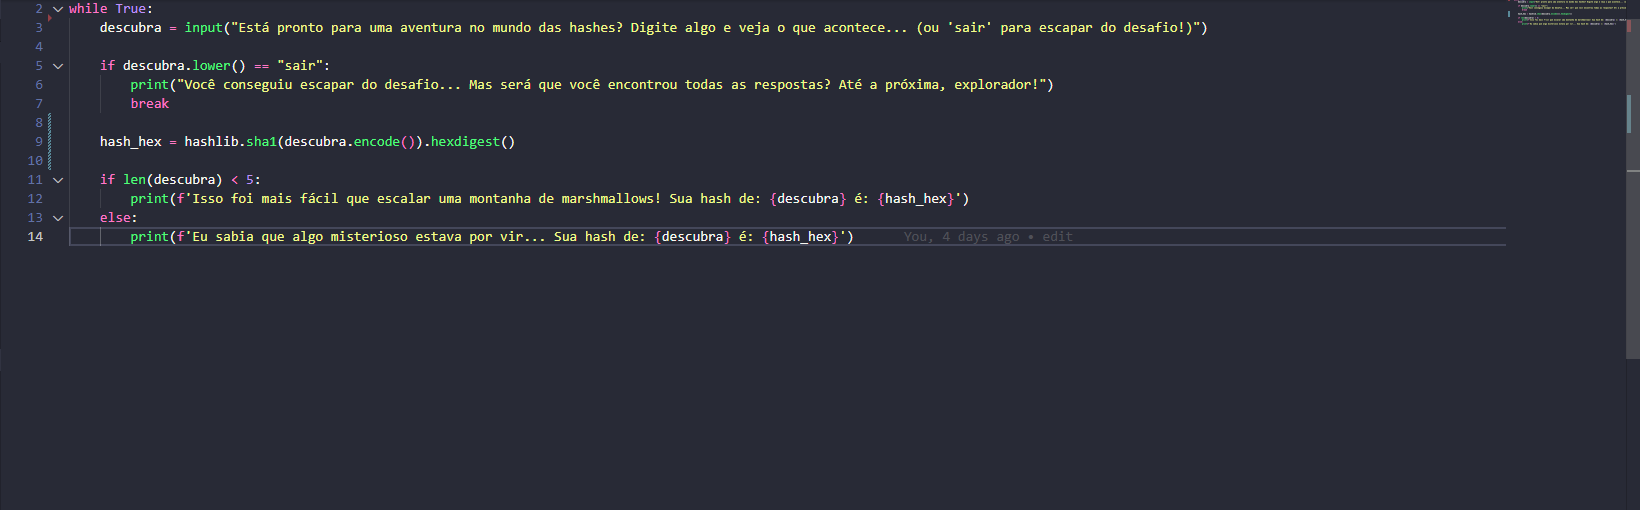 2 while True:
3 descubra = input("Está pronto para uma aventura no mundo das hashes? Digite algo e veja o que acontece... (ou 'sair' para escapar do desafio!)")
4
5 if descubra.lower() == "sair":
6 print("Você conseguiu escapar do desafio... Mas será que você encontrou todas as respostas? Até a próxima, explorador!")
7 break
8
9 hash_hex = hashlib.sha1(descubra.encode()).hexdigest()
10
11 if len(descubra) < 5:
12 print(f'Isso foi mais fácil que escalar uma montanha de marshmallows! Sua hash de: {descubra} é: {hash_hex}')
13 else:
14 print(f'Eu sabia que algo misterioso estava por vir... Sua hash de: {descubra} é: {hash_hex}') You, 4 days ago • edit